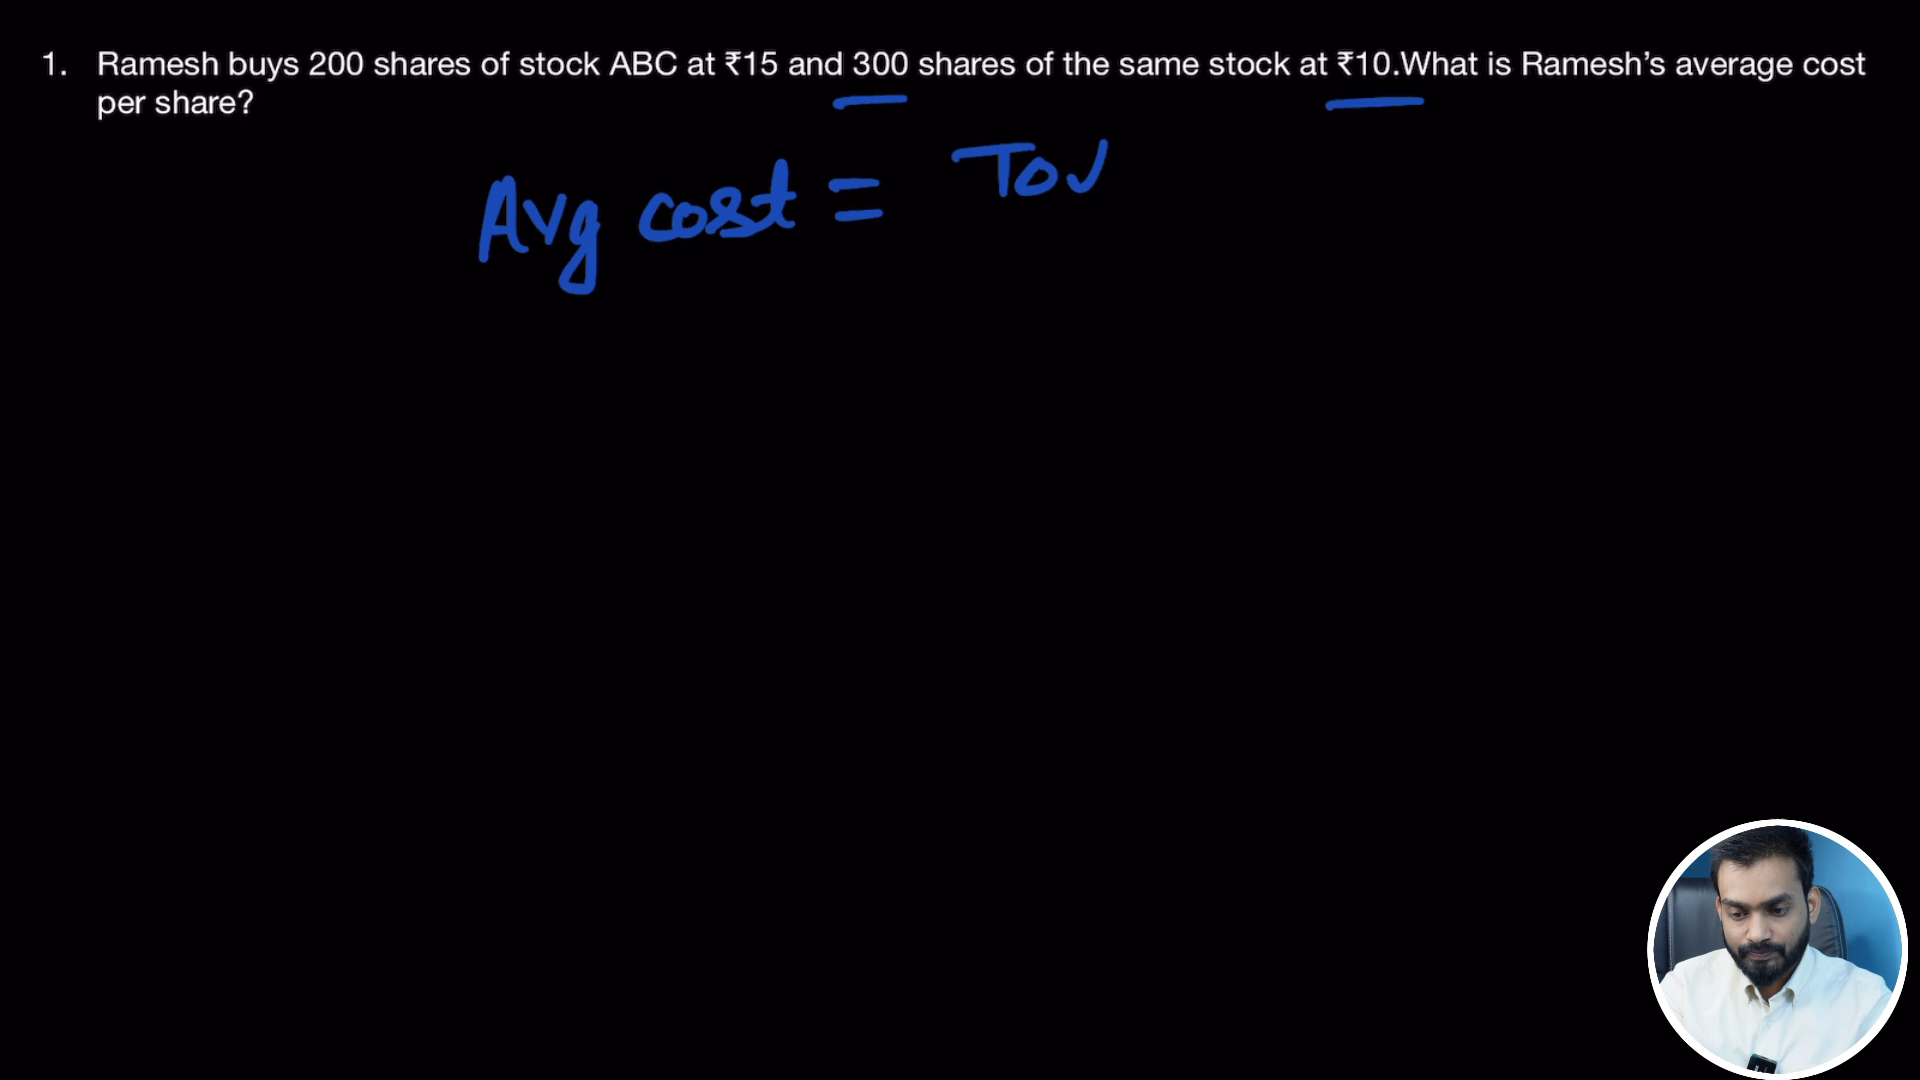 1. Ramesh buys 200 shares of stock ABC at ₹15 and 300 shares of the same stock at ₹10.What is Ramesh’s average cost
per share?
Avg cost =